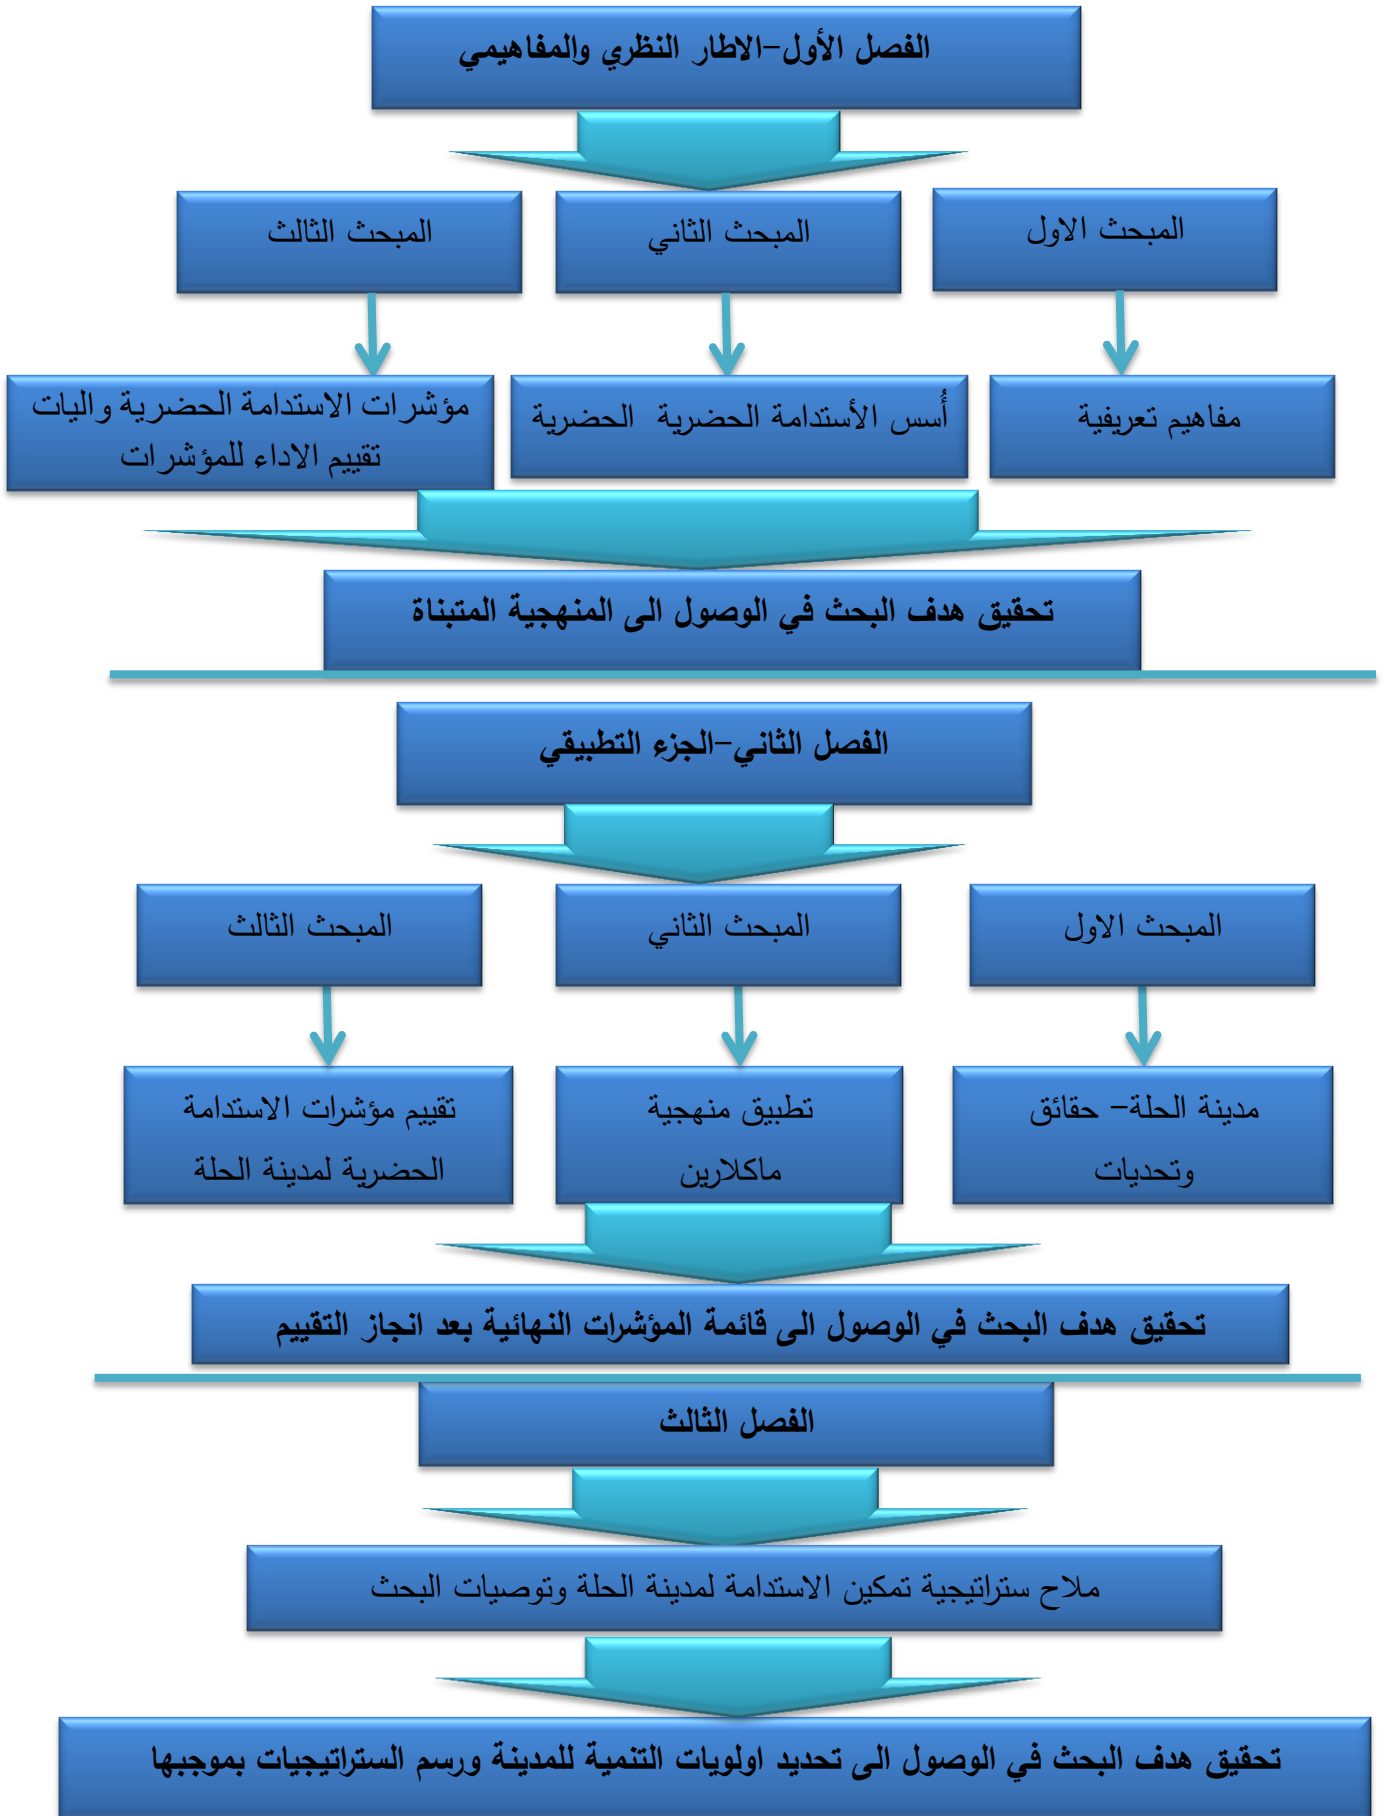 الفصل الأول-الاطار النظري والمفاهيمي
المبحث الاول
المبحث الثاني
المبحث الثالث
مفاهيم تعريفية
أُسس الأستدامة الحضرية الحضرية
مؤشرات الاستدامة الحضرية واليات
تقييم الاداء للمؤشرات
تحقيق هدف البحث في الوصول الى المنهجية المتبناة
الفصل الثاني-الجزء التطبيقي
المبحث الاول
المبحث الثاني
المبحث الثالث
مدينة الحلة- حقائق
وتحديات
تطبيق منهجية
ماكلارين
تقييم مؤشرات الاستدامة
الحضرية لمدينة الحلة
تحقيق هدف البحث في الوصول الى قائمة المؤشرات النهائية بعد انجاز التقييم
الفصل الثالث
ملاح ستراتيجية تمكين الاستدامة لمدينة الحلة وتوصيات البحث
تحقيق هدف البحث في الوصول الى تحديد اولويات التنمية للمدينة ورسم الستراتيجيات بموجبها